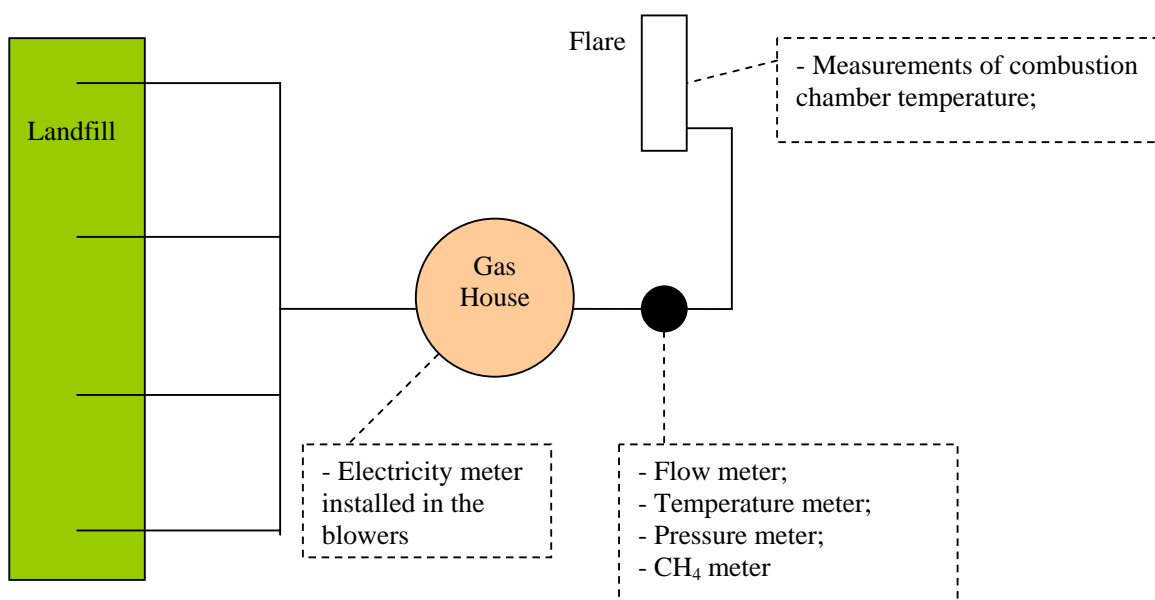 Flare
- Measurements of combustion
chamber temperature;
Landfill
Gas
House
- Electricity meter
installed in the
blowers
- Flow meter;
- Temperature meter;
- Pressure meter;
- CH₄ meter